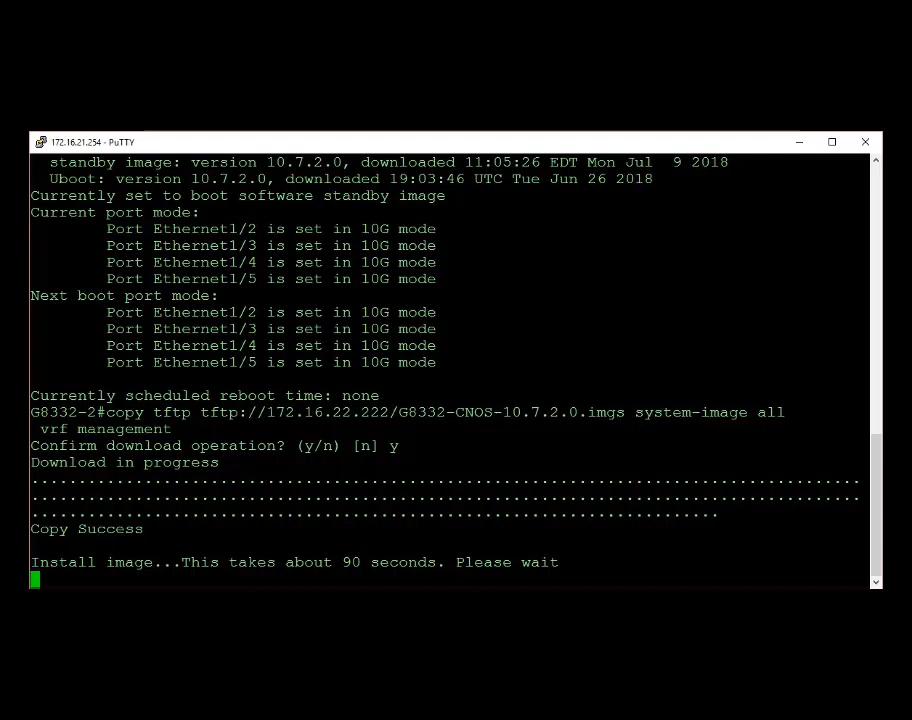 172.16.21.254 - PuTTY
standby image: version 10.7.2.0, downloaded 11:05:26 EDT Mon Jul  9 2018
Uboot: version 10.7.2.0, downloaded 19:03:46 UTC Tue Jun 26 2018
Currently set to boot software standby image
Current port mode:
Port Ethernet1/2 is set in 10G mode
Port Ethernet1/3 is set in 10G mode
Port Ethernet1/4 is set in 10G mode
Port Ethernet1/5 is set in 10G mode
Next boot port mode:
Port Ethernet1/2 is set in 10G mode
Port Ethernet1/3 is set in 10G mode
Port Ethernet1/4 is set in 10G mode
Port Ethernet1/5 is set in 10G mode
Currently scheduled reboot time: none
G8332-2#copy tftp tftp://172.16.22.222/G8332-CNOS-10.7.2.0.imgs system-image all
vrf management
Confirm download operation? (y/n) [n] y
Download in progress
........................................................................................
........................................................................................
.........................................................................
Copy Success
Install image...This takes about 90 seconds. Please wait